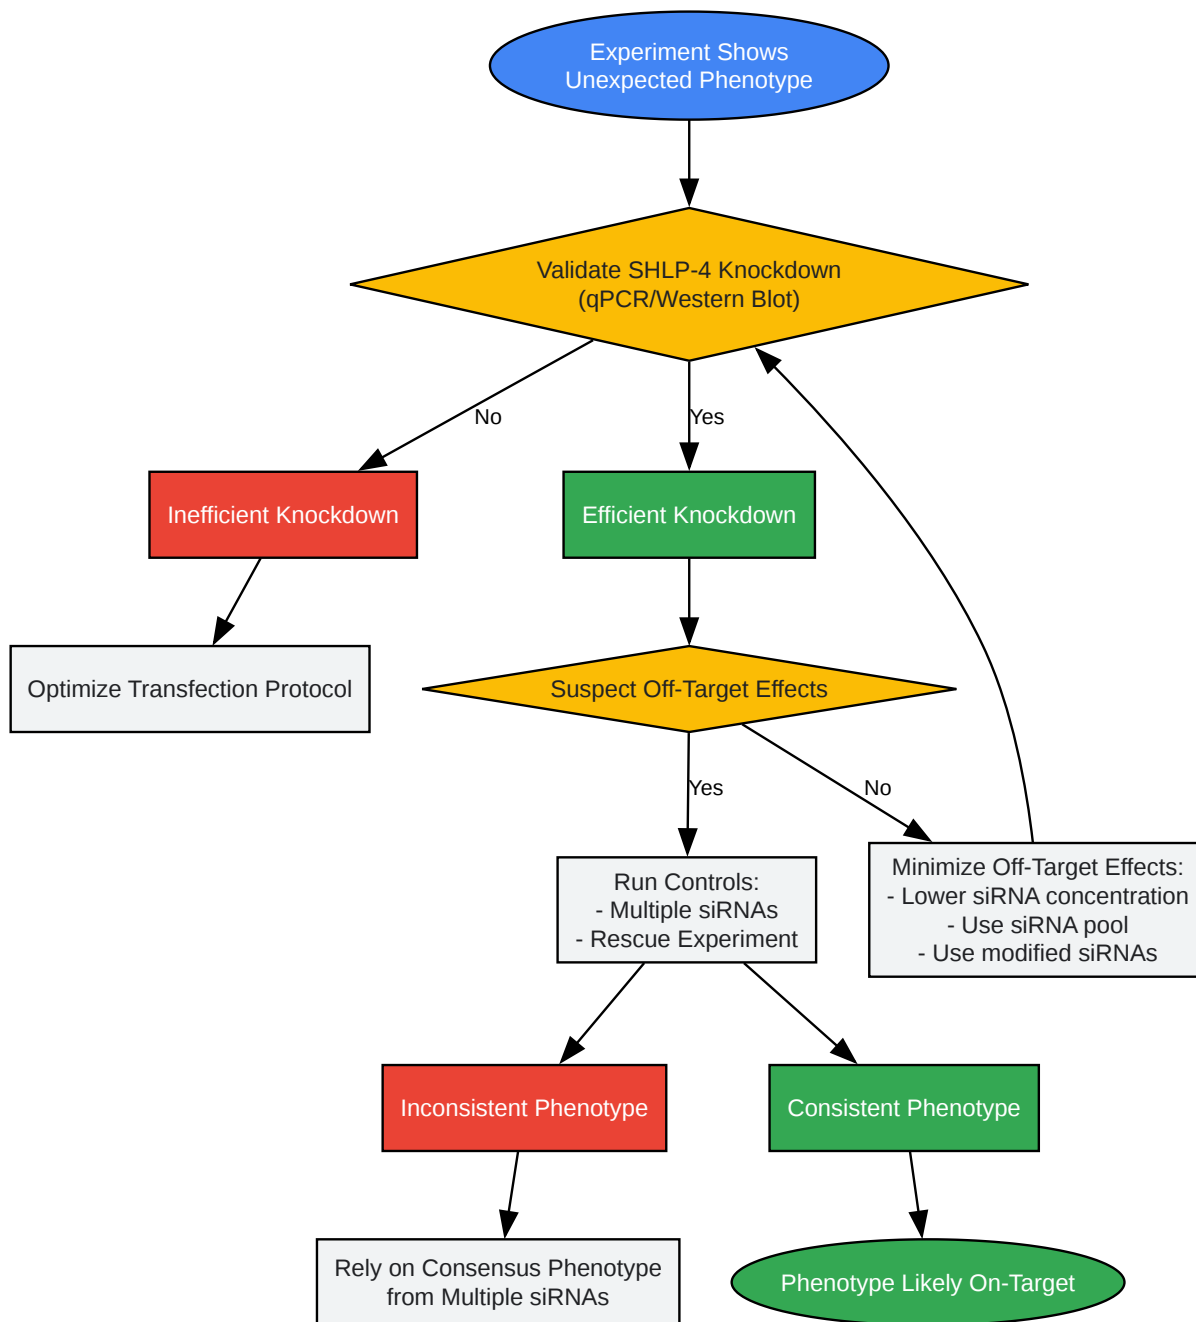 Experiment Shows
Unexpected Phenotype
Validate SHLP-4 Knockdown
(qPCR/Western Blot)
No
Yes
Inefficient Knockdown
Efficient Knockdown
Optimize Transfection Protocol
Suspect Off-Target Effects
Yes
No
Run Controls:
- Multiple siRNAs
- Rescue Experiment
Minimize Off-Target Effects:
- Lower siRNA concentration
- Use siRNA pool
- Use modified siRNAs
Inconsistent Phenotype
Consistent Phenotype
Rely on Consensus Phenotype
from Multiple siRNAs
Phenotype Likely On-Target